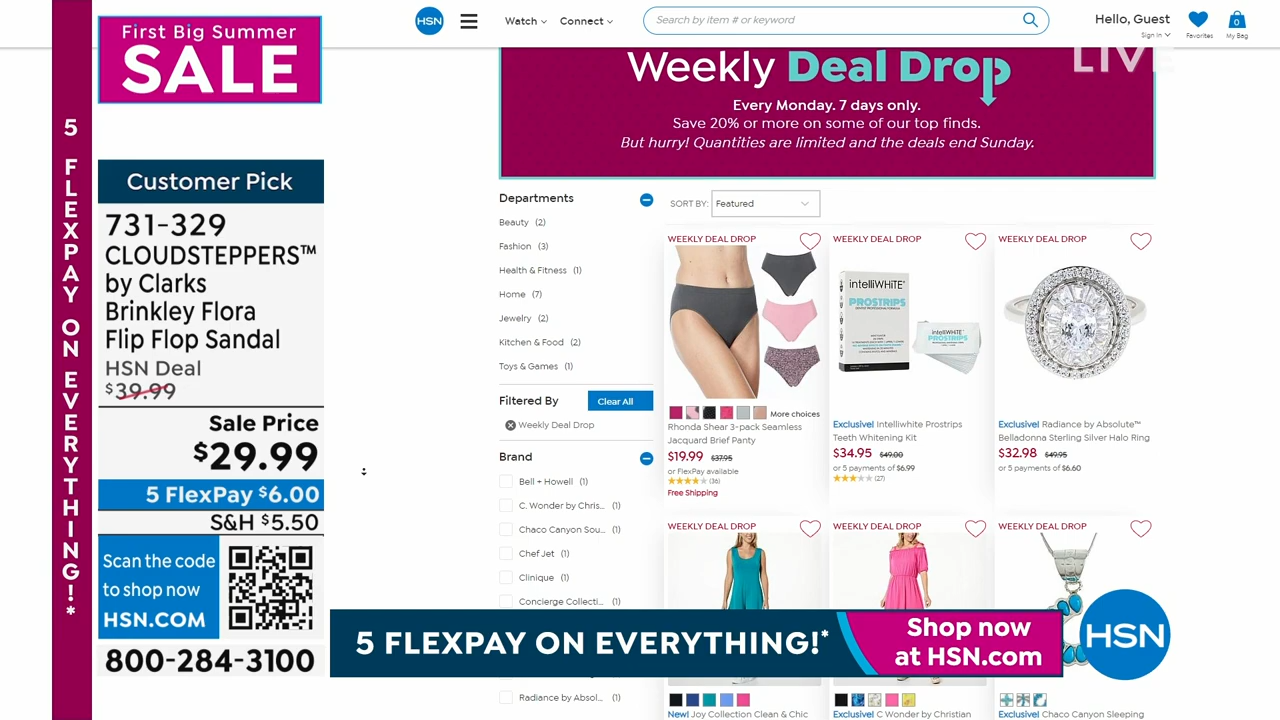 First Big Summer
SALE
5 FLEXPAY ON EVERYTHING!*
Customer Pick
731-329
CLOUDSTEPPERS™
by Clarks
Brinkley Flora
Flip Flop Sandal
HSN Deal
$39.99
Sale Price
$29.99
5 FlexPay $6.00
S&H $5.50
Scan the code
to shop now
HSN.COM
800-284-3100
HSN
Watch
Connect
Search by item # or keyword
Hello, Guest
Sign in
Favorites
0
My Bag
LIVE
Weekly Deal Drop
Every Monday. 7 days only.
Save 20% or more on some of our top finds.
But hurry! Quantities are limited and the deals end Sunday.
Departments
Beauty (2)
Fashion (3)
Health & Fitness (1)
Home (7)
Jewelry (2)
Kitchen & Food (2)
Toys & Games (1)
Filtered By
Clear All
Weekly Deal Drop
Brand
Bell + Howell (1)
C. Wonder by Chris... (1)
Chaco Canyon Sou... (1)
Chef Jet (1)
Clinique (1)
Concierge Collecti... (1)
Radiance by Absol... (1)
SORT BY: Featured
WEEKLY DEAL DROP
More choices
Rhonda Shear 3-pack Seamless
Jacquard Brief Panty
$19.99 $37.95
or FlexPay available
(36)
Free Shipping
WEEKLY DEAL DROP
intelliWHiTE
PROSTRIPS
intelliWHiTE
PROSTRIPS
Exclusive! Intelliwhite Prostrips
Teeth Whitening Kit
$34.95 $49.00
or 5 payments of $6.99
(27)
WEEKLY DEAL DROP
Exclusive! Radiance by Absolute™
Belladonna Sterling Silver Halo Ring
$32.98 $49.95
or 5 payments of $6.60
WEEKLY DEAL DROP
New! Joy Collection Clean & Chic
WEEKLY DEAL DROP
Exclusive! C Wonder by Christian
WEEKLY DEAL DROP
Exclusive! Chaco Canyon Sleeping
5 FLEXPAY ON EVERYTHING!*
Shop now
at HSN.com
HSN